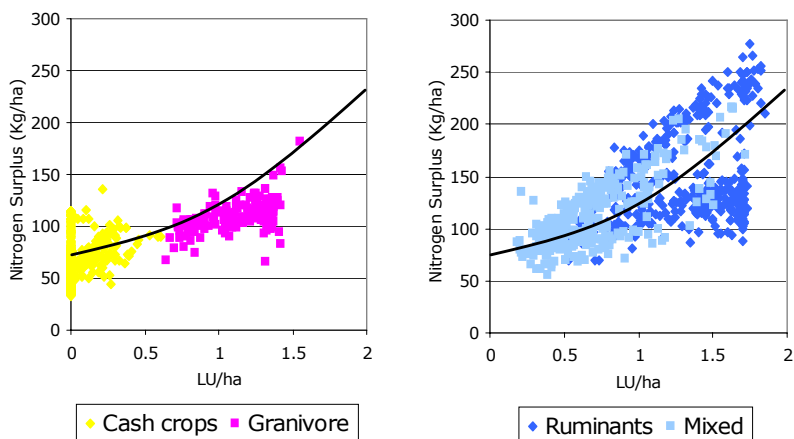 300
250
200
150
100
50
0
Nitrogen Surplus (Kg/ha)
0 0.5 1 1.5 2
LU/ha
Cash crops Granivore
300
250
200
150
100
50
0
Nitrogen Surplus (Kg/ha)
0 0.5 1 1.5 2
LU/ha
Ruminants Mixed